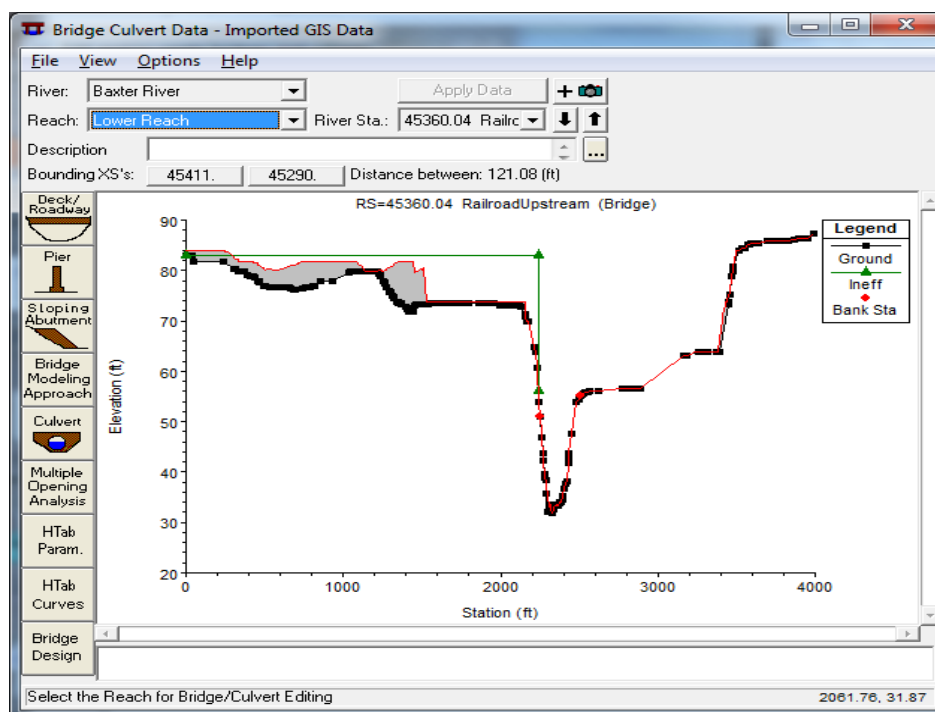 Bridge Culvert Data - Imported GIS Data
File View Options Help
River: Baxter River Apply Data +
Reach: Lower Reach River Sta.: 45360.04 Railrc
Description ...
Bounding XS's: 45411. 45290. Distance between: 121.08 (ft)
Deck/
Roadway
Pier
Sloping
Abutment
Bridge
Modeling
Approach
Culvert
Multiple
Opening
Analysis
HTab
Param.
HTab
Curves
Bridge
Design
RS=45360.04 RailroadUpstream (Bridge)
90
80
70
60
50
40
30
20
Elevation (ft)
0 1000 2000 3000 4000
Station (ft)
Legend
Ground
Ineff
Bank Sta
Select the Reach for Bridge/Culvert Editing 2061.76, 31.87